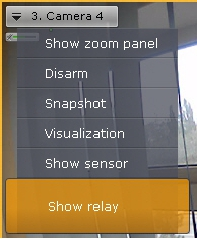 3. Camera 4
Show zoom panel
Disarm
Snapshot
Visualization
Show sensor
Show relay